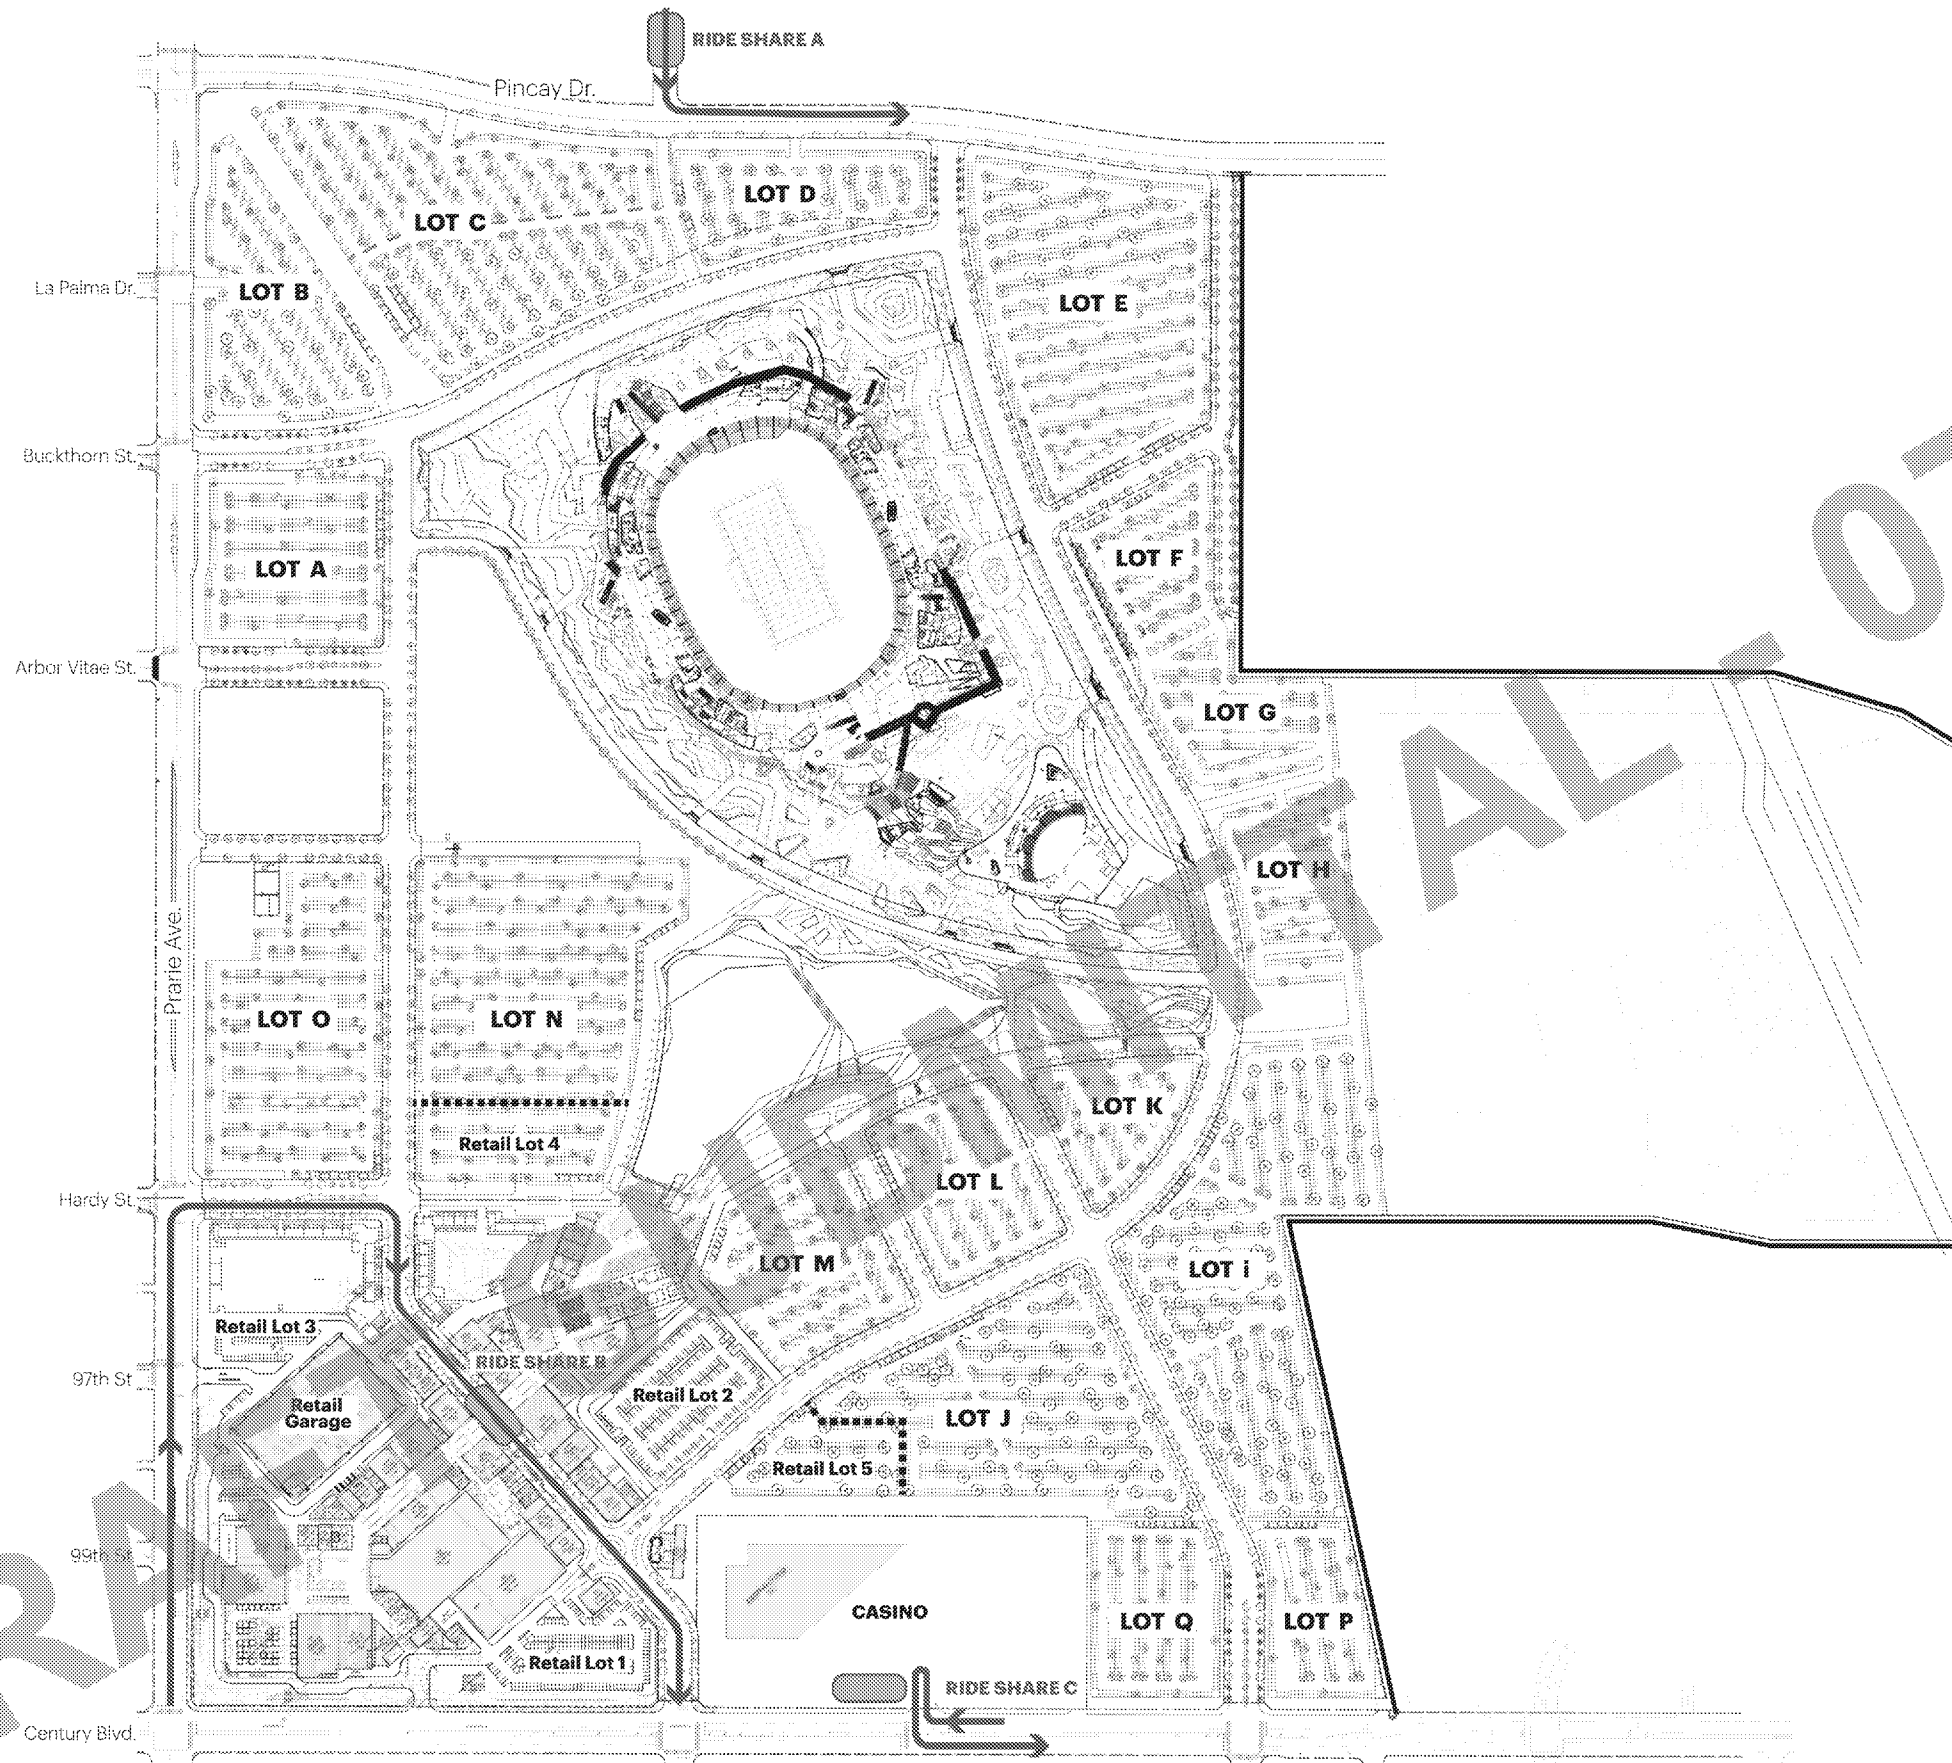 RIDE SHARE A
Pincay Dr.
LOT D
LOT C
La Palma Dr.
LOT B
LOT E
Buckthorn St.
LOT F
LOT A
Arbor Vitae St.
LOT G
LOT H
Prarie Ave.
LOT O
LOT N
LOT K
Retail Lot 4
LOT L
Hardy St.
LOT M
LOT i
Retail Lot 3
RIDE SHARE B
97th St
Retail Lot 2
Retail
Garage
LOT J
Retail Lot 5
99th St.
CASINO
LOT Q
LOT P
Retail Lot 1
RIDE SHARE C
Century Blvd.